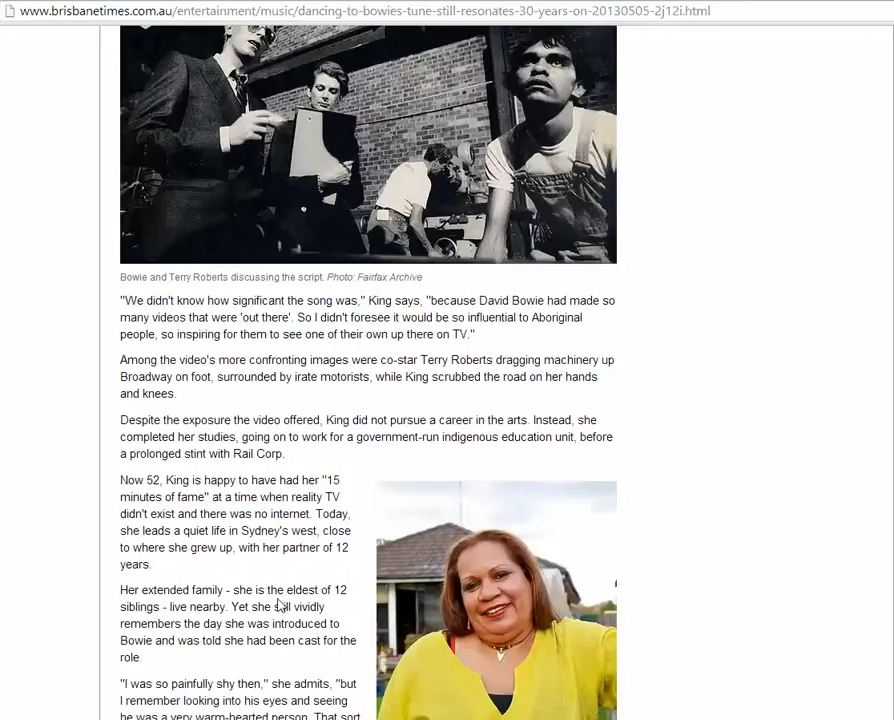 www.brisbanetimes.com.au/entertainment/music/dancing-to-bowies-tune-still-resonates-30-years-on-20130505-2j12i.html
Bowie and Terry Roberts discussing the script. Photo: Fairfax Archive
"We didn't know how significant the song was," King says, "because David Bowie had made so
many videos that were 'out there'. So I didn't foresee it would be so influential to Aboriginal
people, so inspiring for them to see one of their own up there on TV."
Among the video's more confronting images were co-star Terry Roberts dragging machinery up
Broadway on foot, surrounded by irate motorists, while King scrubbed the road on her hands
and knees.
Despite the exposure the video offered, King did not pursue a career in the arts. Instead, she
completed her studies, going on to work for a government-run indigenous education unit, before
a prolonged stint with Rail Corp.
Now 52, King is happy to have had her "15
minutes of fame" at a time when reality TV
didn't exist and there was no internet. Today,
she leads a quiet life in Sydney's west, close
to where she grew up, with her partner of 12
years.
Her extended family - she is the eldest of 12
siblings - live nearby. Yet she still vividly
remembers the day she was introduced to
Bowie and was told she had been cast for the
role.
"I was so painfully shy then," she admits, "but
I remember looking into his eyes and seeing
he was a very warm-hearted person. That sort